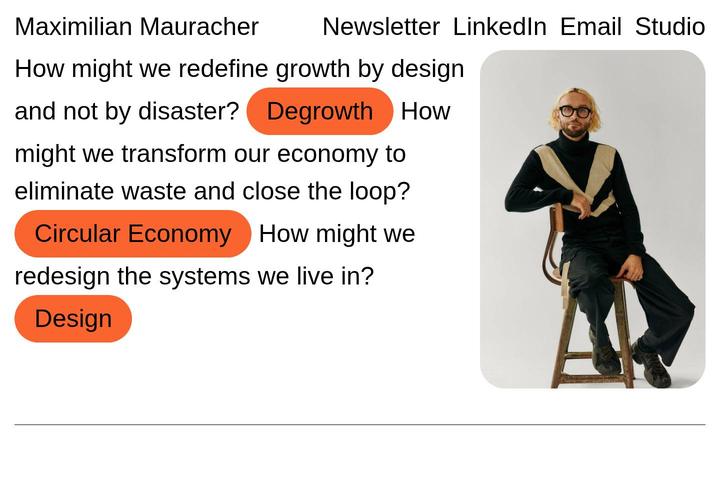 Maximilian Mauracher Newsletter LinkedIn Email Studio
How might we redefine growth by design
and not by disaster? Degrowth How
might we transform our economy to
eliminate waste and close the loop?
Circular Economy How might we
redesign the systems we live in?
Design